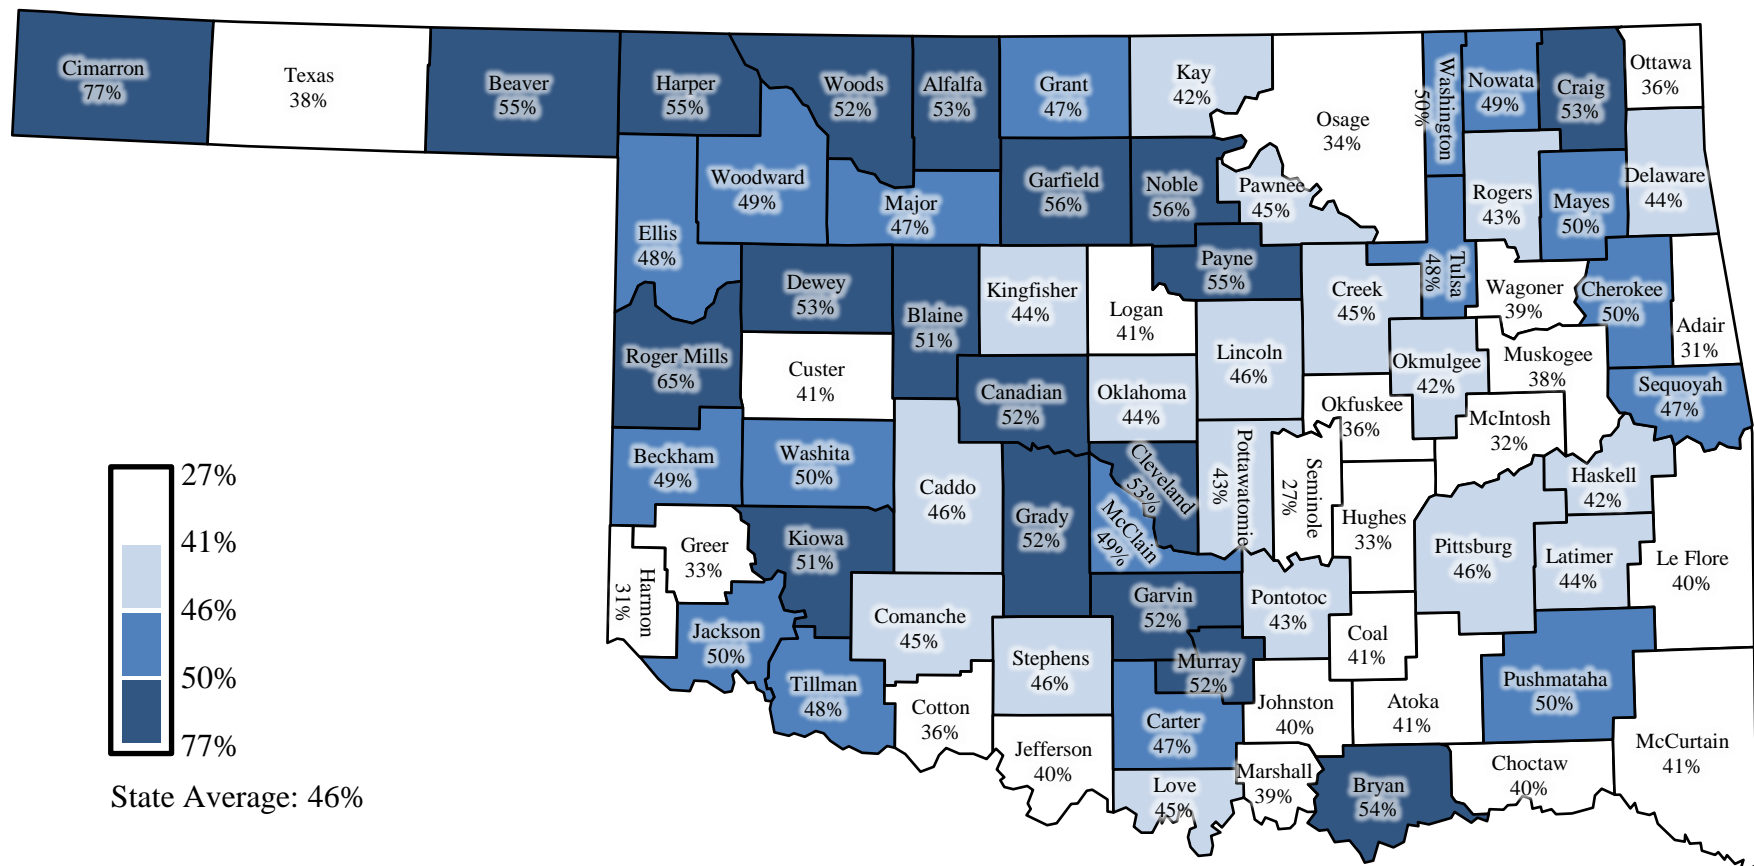 Cimarron
77%
Texas
38%
Beaver
55%
Harper
55%
Woods
52%
Alfalfa
53%
Grant
47%
Kay
42%
Osage
34%
Washington
50%
Nowata
49%
Craig
53%
Ottawa
36%
Woodward
49%
Major
47%
Garfield
56%
Noble
56%
Pawnee
45%
Rogers
43%
Mayes
50%
Delaware
44%
Ellis
48%
Dewey
53%
Blaine
51%
Kingfisher
44%
Logan
41%
Payne
55%
Creek
45%
Tulsa
48%
Wagoner
39%
Cherokee
50%
Adair
31%
Roger Mills
65%
Custer
41%
Canadian
52%
Oklahoma
44%
Lincoln
46%
Okmulgee
42%
Muskogee
38%
Sequoyah
47%
Okfuskee
36%
McIntosh
32%
Beckham
49%
Washita
50%
Caddo
46%
Grady
52%
Cleveland
53%
McClain
49%
Pottawatomie
43%
Seminole
27%
Hughes
33%
Haskell
42%
Pittsburg
46%
Latimer
44%
Le Flore
40%
Greer
33%
Kiowa
51%
Harmon
31%
Jackson
50%
Comanche
45%
Garvin
52%
Pontotoc
43%
Coal
41%
Tillman
48%
Stephens
46%
Murray
52%
Cotton
36%
Carter
47%
Johnston
40%
Atoka
41%
Pushmataha
50%
McCurtain
41%
Jefferson
40%
Love
45%
Marshall
39%
Bryan
54%
Choctaw
40%
27%
41%
46%
50%
77%
State Average: 46%